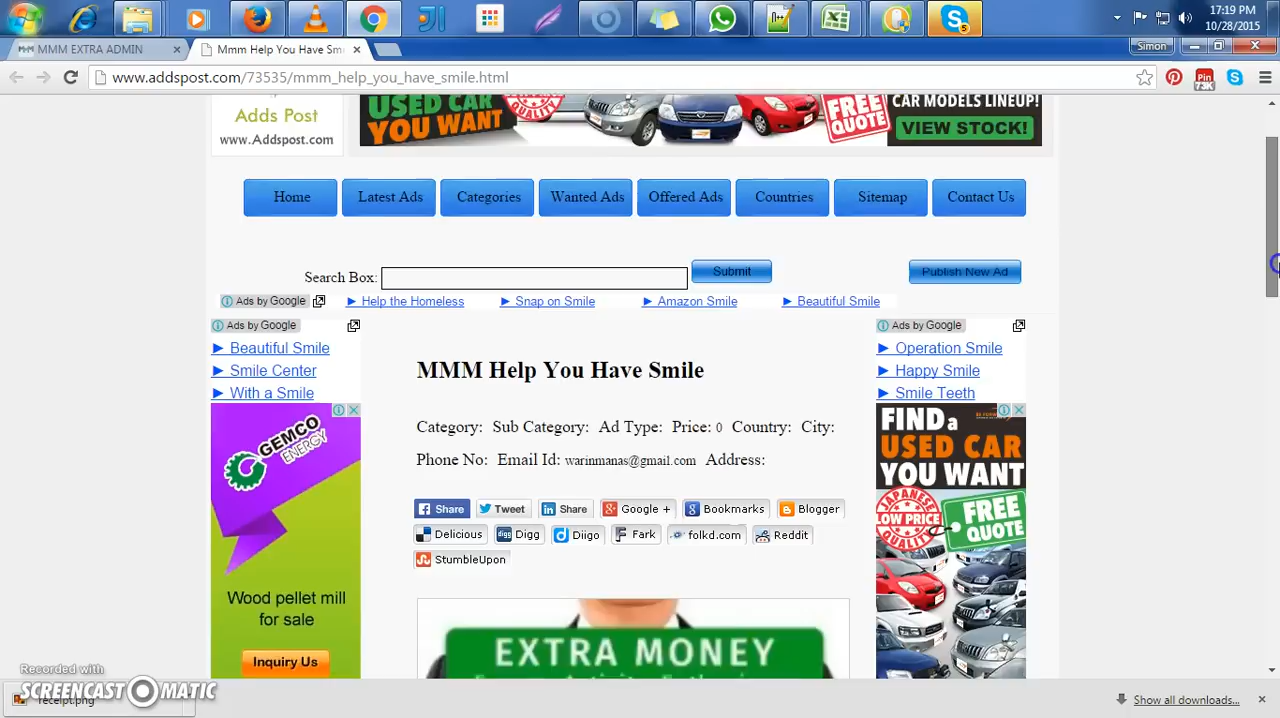 17:19 PM
10/28/2015
MMM EXTRA ADMIN
Mmm Help You Have Sm
Simon
www.addspost.com/73535/mmm_help_you_have_smile.html
Pin
73K
Adds Post
www.Addspost.com
USED CAR
YOU WANT
QUALITY
FREE
QUOTE
CAR MODELS LINEUP!
VIEW STOCK!
Home
Latest Ads
Categories
Wanted Ads
Offered Ads
Countries
Sitemap
Contact Us
Search Box:
Submit
Publish New Ad
Ads by Google
► Help the Homeless
► Snap on Smile
► Amazon Smile
► Beautiful Smile
Ads by Google
► Beautiful Smile
► Smile Center
► With a Smile
GEMCO
ENERGY
Wood pellet mill
for sale
Inquiry Us
MMM Help You Have Smile
Category: Sub Category: Ad Type: Price: 0 Country: City:
Phone No: Email Id: warinmanas@gmail.com Address:
Share
Tweet
Share
Google +
Bookmarks
Blogger
Delicious
Digg
Diigo
Fark
folkd.com
Reddit
StumbleUpon
EXTRA MONEY
Ads by Google
► Operation Smile
► Happy Smile
► Smile Teeth
FIND a
USED CAR
YOU WANT
JAPANESE
LOW PRICE
QUALITY
FREE
QUOTE
Recorded with
SCREENCAST MATIC
receipt.png
Show all downloads...